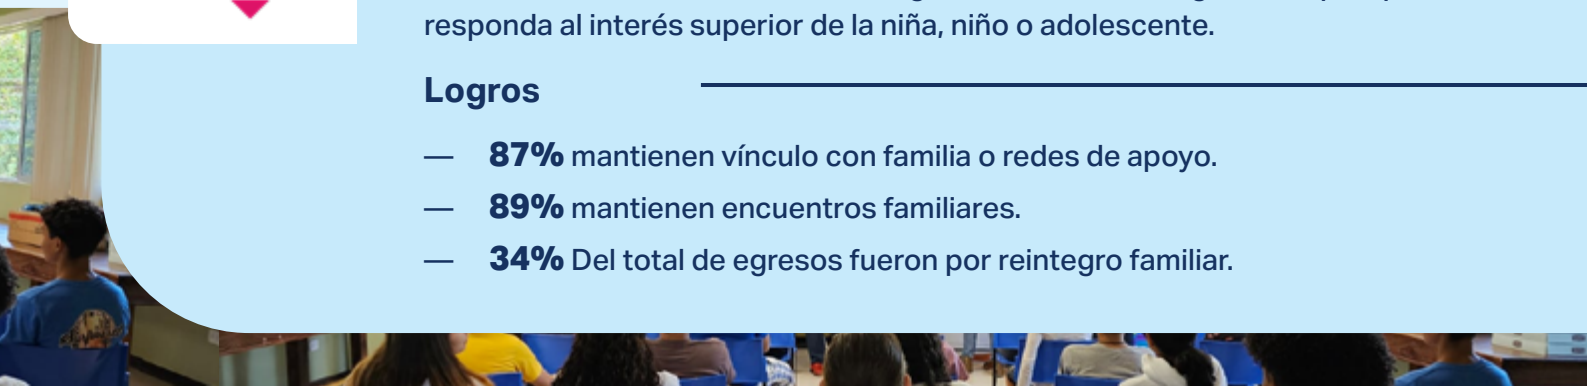 responda al interés superior de la niña, niño o adolescente.
Logros
— 87% mantienen vínculo con familia o redes de apoyo.
— 89% mantienen encuentros familiares.
— 34% Del total de egresos fueron por reintegro familiar.